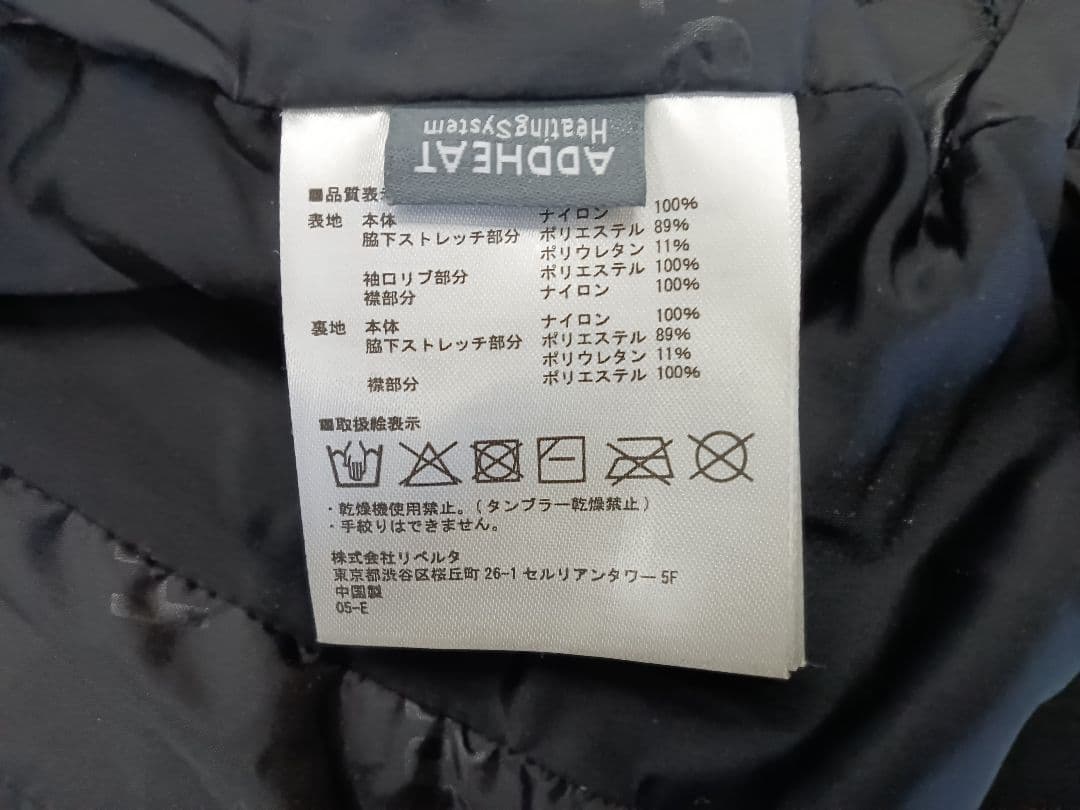 ADDHEAT
HeatingSystem
■品質表示
表地 本体 ナイロン 100%
脇下ストレッチ部分 ポリエステル 89%
ポリウレタン 11%
袖口リブ部分 ポリエステル 100%
襟部分 ナイロン 100%
裏地 本体 ナイロン 100%
脇下ストレッチ部分 ポリエステル 89%
ポリウレタン 11%
襟部分 ポリエステル 100%
■取扱絵表示
・乾燥機使用禁止。(タンブラー乾燥禁止)
・手絞りはできません。
株式会社リベルタ
東京都渋谷区桜丘町 26-1 セルリアンタワー 5F
中国製
05-E